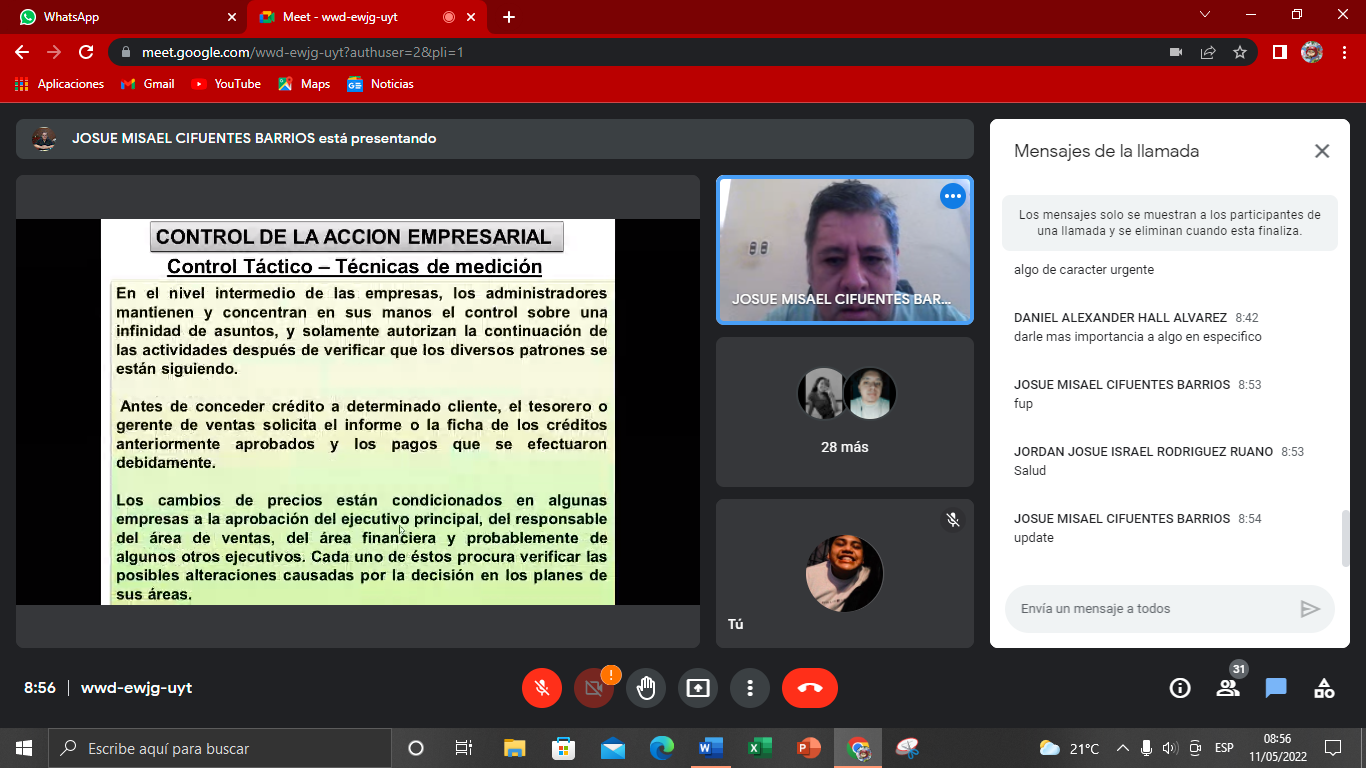 WhatsApp
Meet - wwd-ewjg-uyt
meet.google.com/wwd-ewjg-uyt?authuser=2&pli=1
Aplicaciones
Gmail
YouTube
Maps
Noticias
JOSUE MISAEL CIFUENTES BARRIOS está presentando
CONTROL DE LA ACCION EMPRESARIAL
Control Táctico – Técnicas de medición
En el nivel intermedio de las empresas, los administradores
mantienen y concentran en sus manos el control sobre una
infinidad de asuntos, y solamente autorizan la continuación de
las actividades después de verificar que los diversos patrones se
están siguiendo.
Antes de conceder crédito a determinado cliente, el tesorero o
gerente de ventas solicita el informe o la ficha de los créditos
anteriormente aprobados y los pagos que se efectuaron
debidamente.
Los cambios de precios están condicionados en algunas
empresas a la aprobación del ejecutivo principal, del responsable
del área de ventas, del área financiera y probablemente de
algunos otros ejecutivos. Cada uno de éstos procura verificar las
posibles alteraciones causadas por la decisión en los planes de
sus áreas.
JOSUE MISAEL CIFUENTES BAR...
28 más
Tú
Mensajes de la llamada
Los mensajes solo se muestran a los participantes de
una llamada y se eliminan cuando esta finaliza.
algo de caracter urgente
DANIEL ALEXANDER HALL ALVAREZ 8:42
darle mas importancia a algo en especifico
JOSUE MISAEL CIFUENTES BARRIOS 8:53
fup
JORDAN JOSUE ISRAEL RODRIGUEZ RUANO 8:53
Salud
JOSUE MISAEL CIFUENTES BARRIOS 8:54
update
Envía un mensaje a todos
8:56 | wwd-ewjg-uyt
!
31
Escribe aquí para buscar
21°C
ESP
08:56
11/05/2022